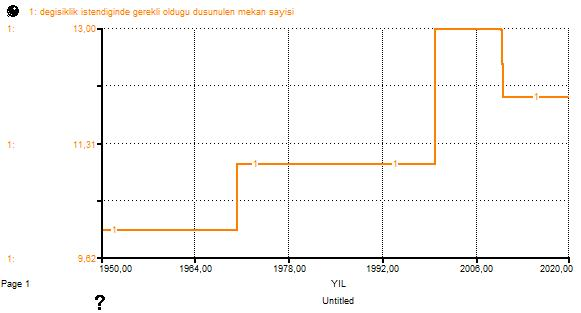 1: degisiklik istendiginde gerekli oldugu dusunulen mekan sayisi
1: 13,00
1: 11,31
1: 9,62
1 1 1 1
1950,00 1964,00 1978,00 1992,00 2006,00 2020,00
Page 1 YIL
? Untitled